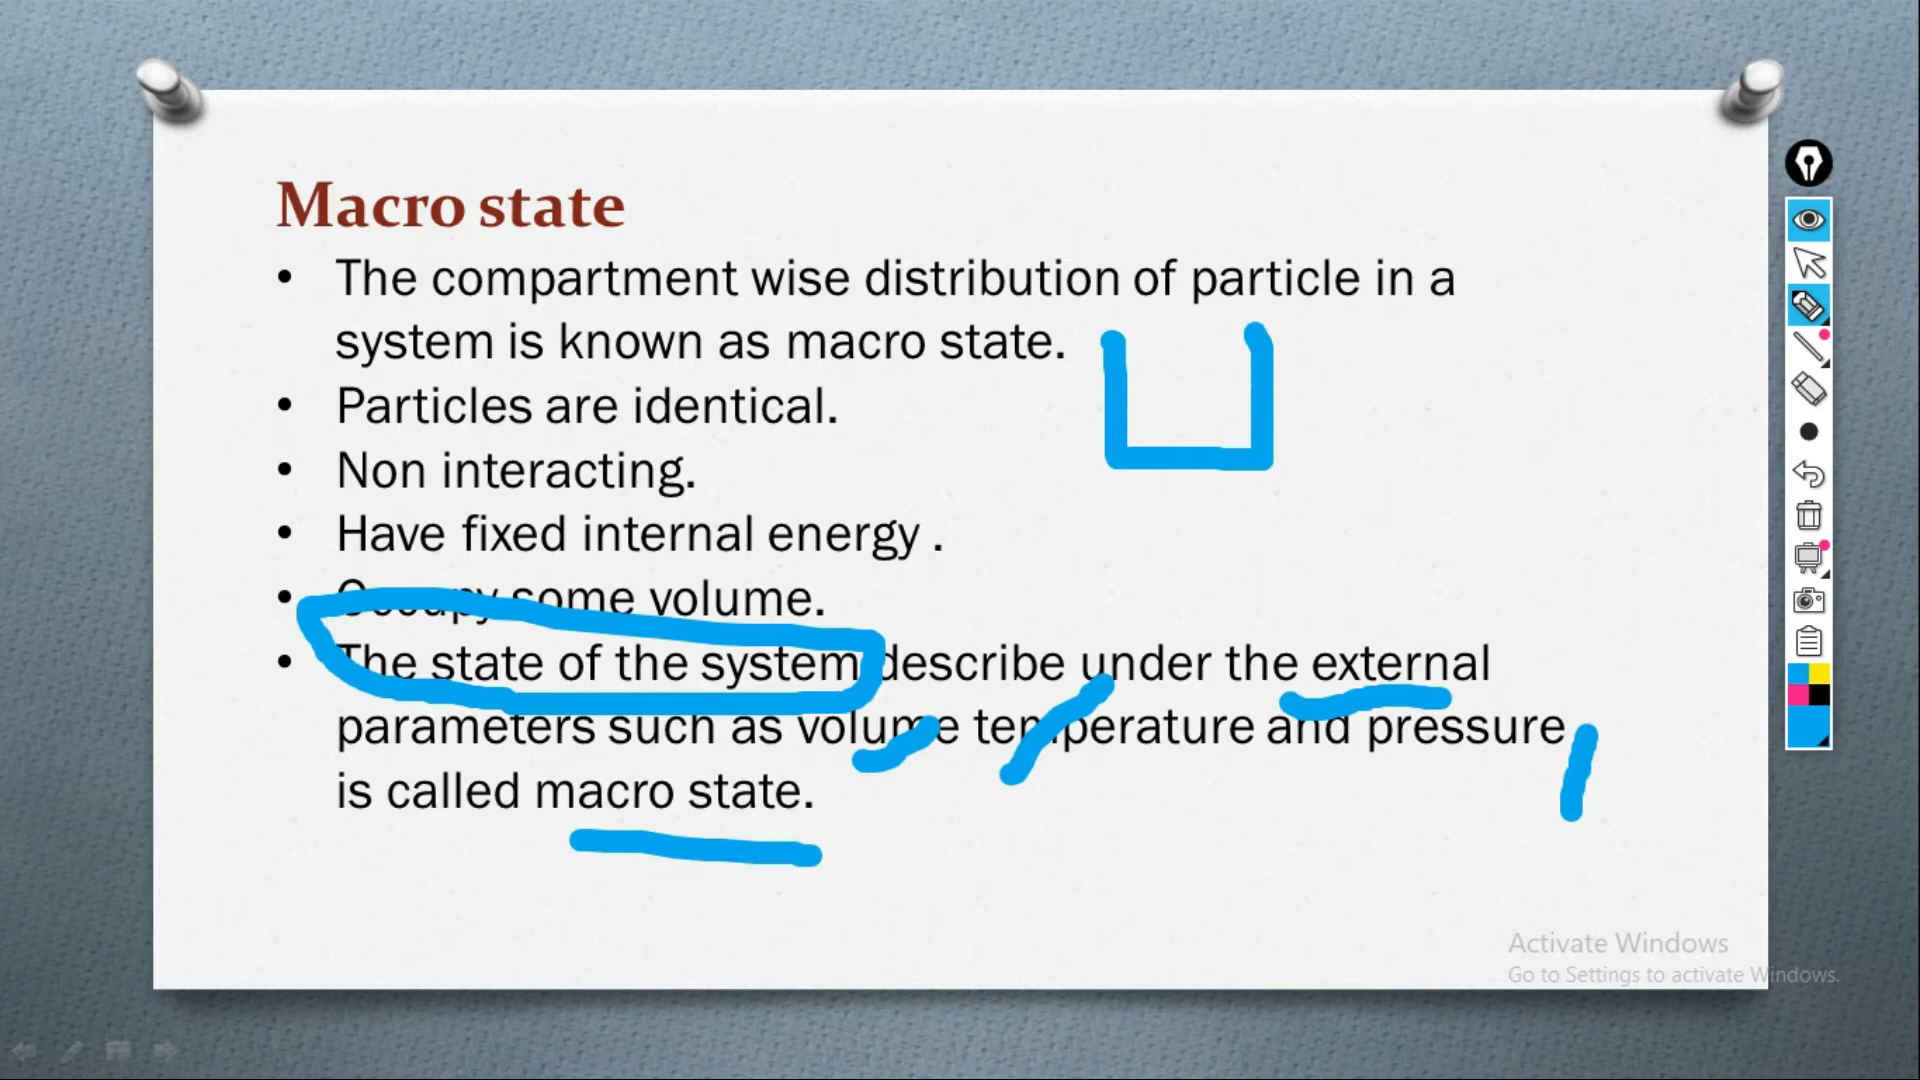 Macro state
• The compartment wise distribution of particle in a
system is known as macro state.
• Particles are identical.
• Non interacting.
• Have fixed internal energy .
• Occupy some volume.
• The state of the system describe under the external
parameters such as volume temperature and pressure
is called macro state.
Activate Windows
Go to Settings to activate Windows.